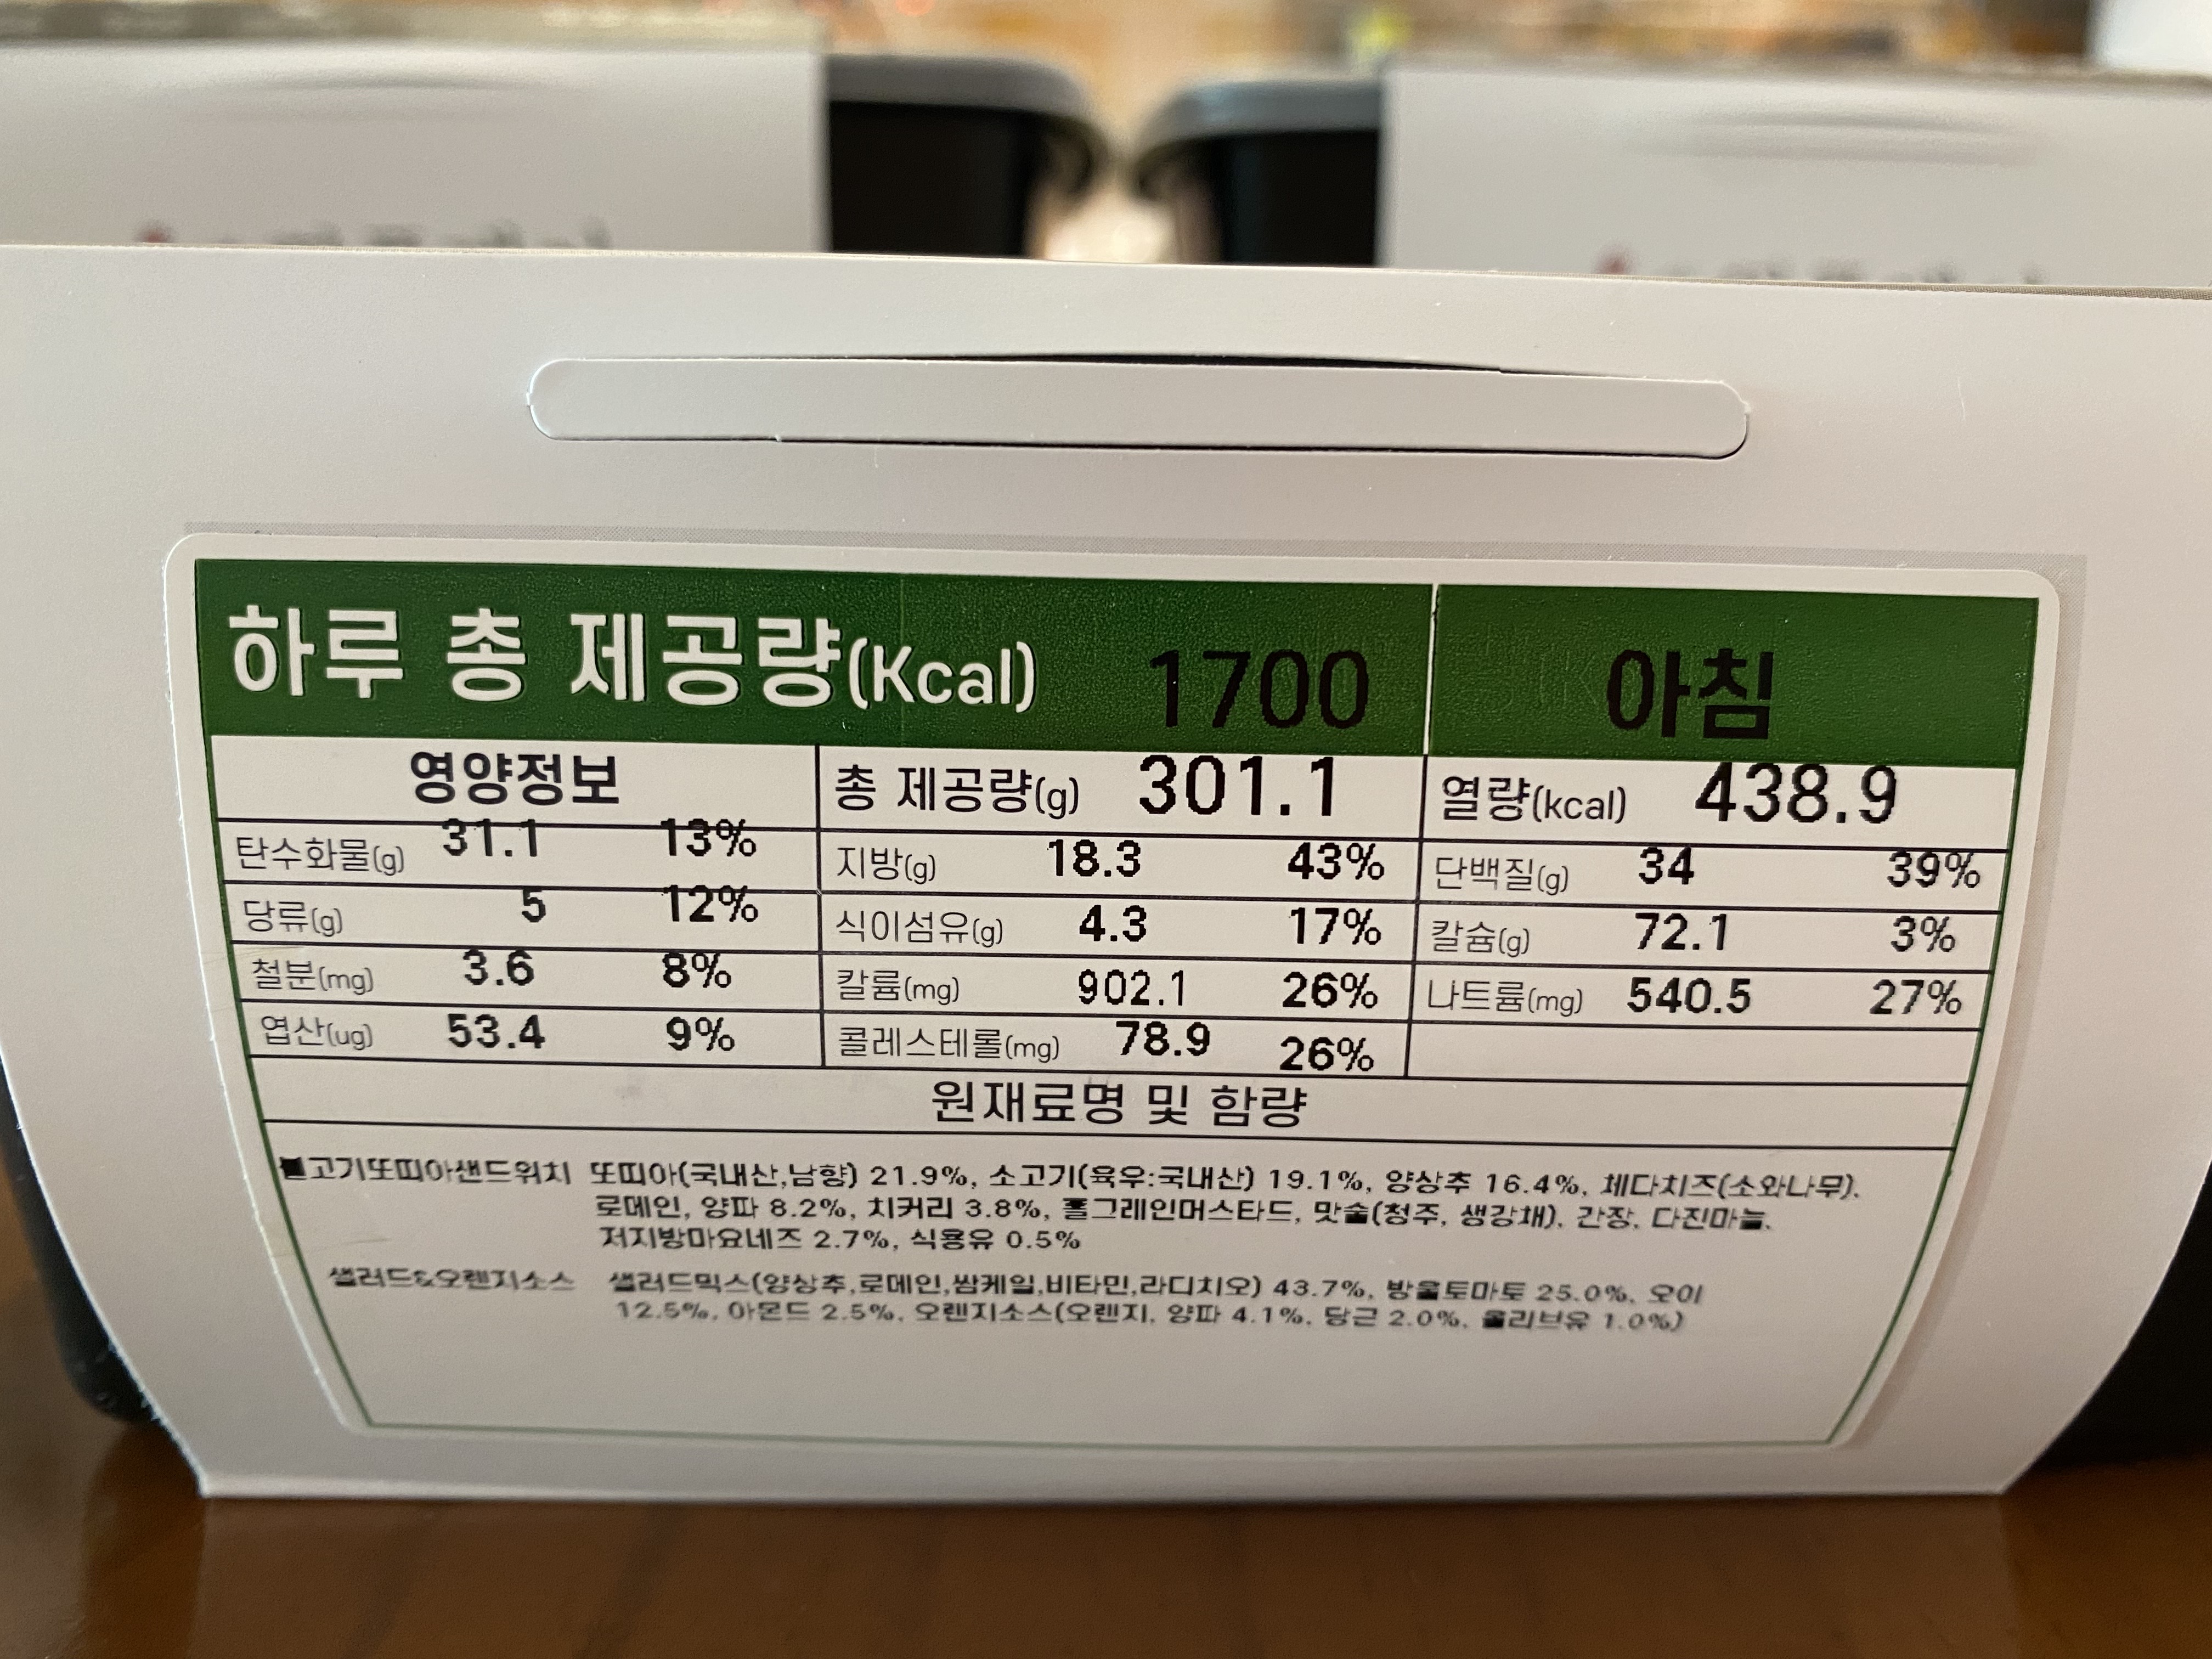 하루 총 제공량(Kcal) 1700 아침
영양정보 총 제공량(g) 301.1 열량(kcal) 438.9
탄수화물(g) 31.1 13% 지방(g) 18.3 43% 단백질(g) 34 39%
당류(g) 5 12% 식이섬유(g) 4.3 17% 칼슘(g) 72.1 3%
철분(mg) 3.6 8% 칼륨(mg) 902.1 26% 나트륨(mg) 540.5 27%
엽산(ug) 53.4 9% 콜레스테롤(mg) 78.9 26%
원재료명 및 함량
불고기또띠아샌드위치 또띠아(국내산,남향) 21.9%, 소고기(육우:국내산) 19.1%, 양상추 16.4%, 체다치즈(소와나무),
로메인, 양파 8.2%, 치커리 3.8%, 홀그레인머스타드, 맛술(청주, 생강채), 간장, 다진마늘,
저지방마요네즈 2.7%, 식용유 0.5%
샐러드&오렌지소스 샐러드믹스(양상추,로메인,쌈케일,비타민,라디치오) 43.7%, 방울토마토 25.0%, 오이
12.5%, 아몬드 2.5%, 오렌지소스(오렌지, 양파 4.1%, 당근 2.0%, 올리브유 1.0%)